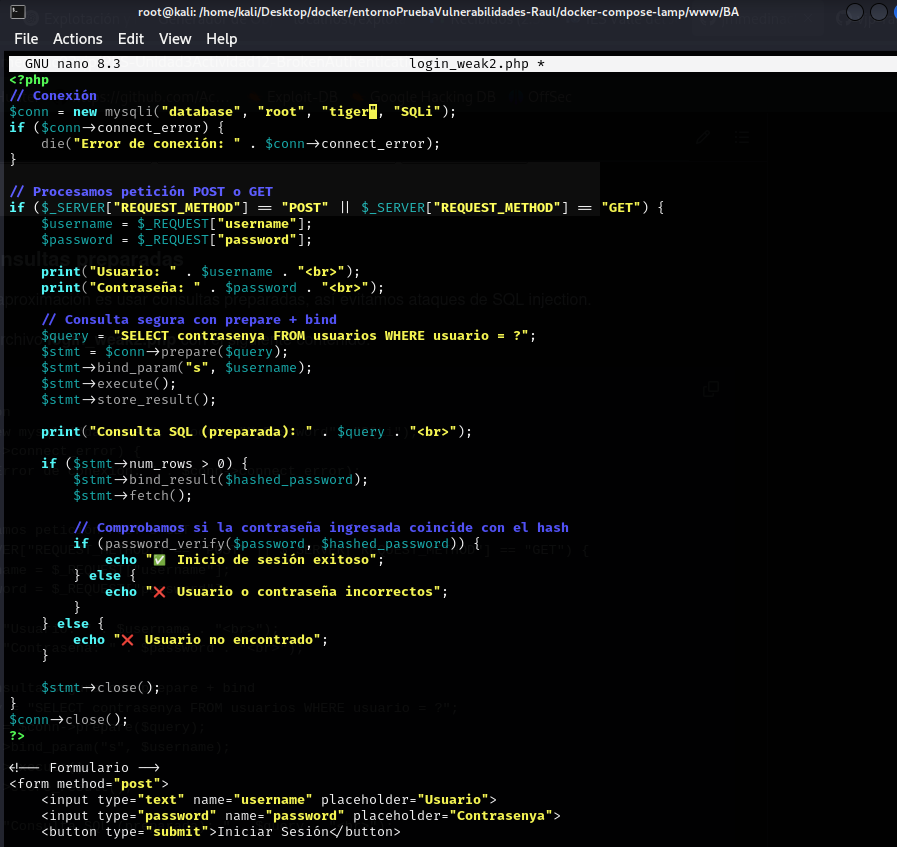 root@kali: /home/kali/Desktop/docker/entornoPruebaVulnerabilidades-Raul/docker-compose-lamp/www/BA
File Actions Edit View Help
GNU nano 8.3 login_weak2.php *
<?php
// Conexión
$conn = new mysqli("database", "root", "tiger", "SQLi");
if ($conn->connect_error) {
    die("Error de conexión: " . $conn->connect_error);
}

// Procesamos petición POST o GET
if ($_SERVER["REQUEST_METHOD"] == "POST" || $_SERVER["REQUEST_METHOD"] == "GET") {
    $username = $_REQUEST["username"];
    $password = $_REQUEST["password"];

    print("Usuario: " . $username . "<br>");
    print("Contraseña: " . $password . "<br>");

    // Consulta segura con prepare + bind
    $query = "SELECT contrasenya FROM usuarios WHERE usuario = ?";
    $stmt = $conn->prepare($query);
    $stmt->bind_param("s", $username);
    $stmt->execute();
    $stmt->store_result();

    print("Consulta SQL (preparada): " . $query . "<br>");

    if ($stmt->num_rows > 0) {
        $stmt->bind_result($hashed_password);
        $stmt->fetch();

        // Comprobamos si la contraseña ingresada coincide con el hash
        if (password_verify($password, $hashed_password)) {
            echo "✅ Inicio de sesión exitoso";
        } else {
            echo "❌ Usuario o contraseña incorrectos";
        }
    } else {
        echo "❌ Usuario no encontrado";
    }

    $stmt->close();
}
$conn->close();
?>

<!-- Formulario -->
<form method="post">
    <input type="text" name="username" placeholder="Usuario">
    <input type="password" name="password" placeholder="Contrasenya">
    <button type="submit">Iniciar Sesión</button>